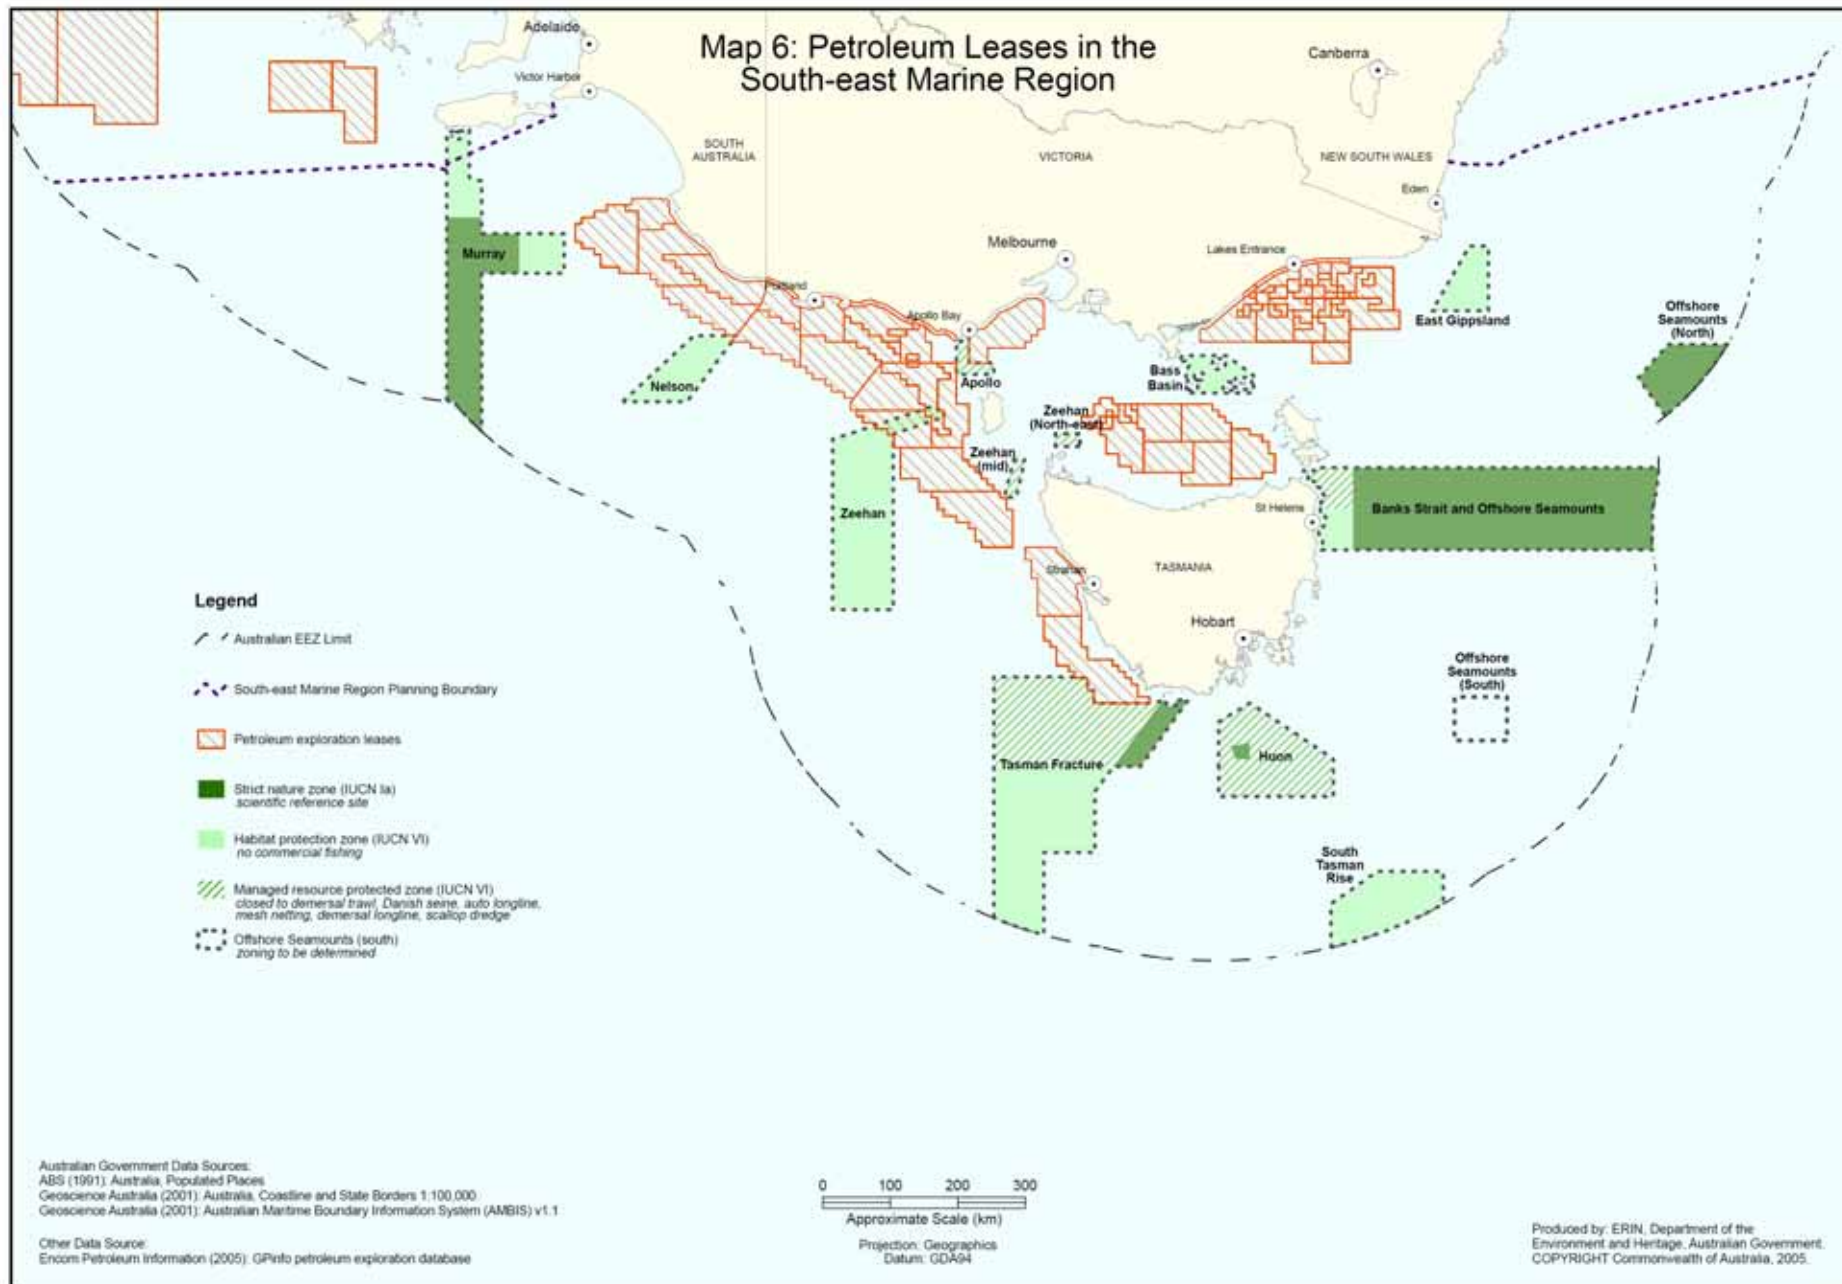 Map 6: Petroleum Leases in the
South-east Marine Region
Adelaide
Victor Harbor
Canberra
SOUTH
AUSTRALIA
VICTORIA
NEW SOUTH WALES
Eden
Murray
Melbourne
Lakes Entrance
Portland
Apollo Bay
East Gippsland
Offshore
Seamounts
(North)
Nelson
Apollo
Bass
Basin
Zeehan
(North-east)
Zeehan
(mid)
Zeehan
St Helens
Banks Strait and Offshore Seamounts
Strahan
TASMANIA
Hobart
Offshore
Seamounts
(South)
Tasman Fracture
Huon
South
Tasman
Rise
Legend
Australian EEZ Limit
South-east Marine Region Planning Boundary
Petroleum exploration leases
Strict nature zone (IUCN Ia)
scientific reference site
Habitat protection zone (IUCN VI)
no commercial fishing
Managed resource protected zone (IUCN VI)
closed to demersal trawl, Danish seine, auto longline,
mesh netting, demersal longline, scallop dredge
Offshore Seamounts (south)
zoning to be determined
Australian Government Data Sources:
ABS (1991): Australia, Populated Places
Geoscience Australia (2001): Australia, Coastline and State Borders 1:100,000
Geoscience Australia (2001): Australian Maritime Boundary Information System (AMBIS) v1.1
Other Data Source:
Encom Petroleum Information (2005): GPinfo petroleum exploration database
0 100 200 300
Approximate Scale (km)
Projection: Geographics
Datum: GDA94
Produced by: ERIN, Department of the
Environment and Heritage, Australian Government.
COPYRIGHT Commonwealth of Australia, 2005.